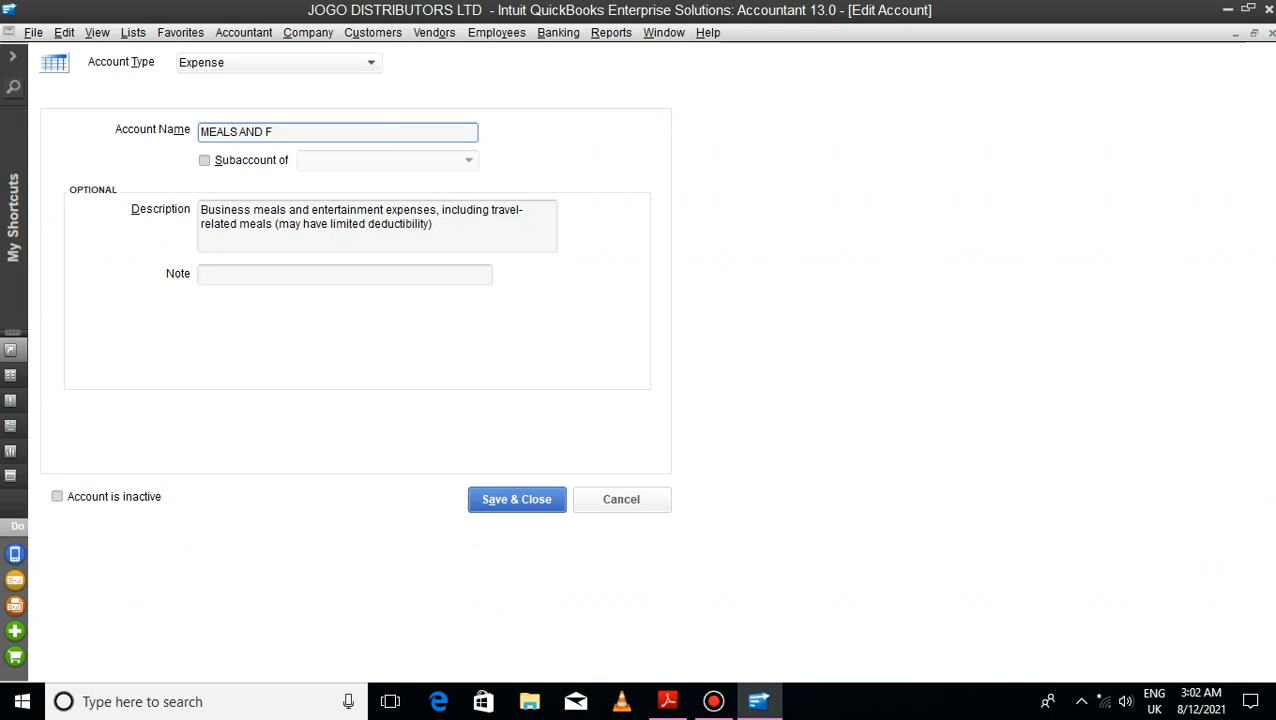 JOGO DISTRIBUTORS LTD - Intuit QuickBooks Enterprise Solutions: Accountant 13.0 - [Edit Account]
File Edit View Lists Favorites Accountant Company Customers Vendors Employees Banking Reports Window Help
Account Type Expense
Account Name MEALS AND F
Subaccount of
OPTIONAL
Description Business meals and entertainment expenses, including travel-
related meals (may have limited deductibility)
Note
My Shortcuts
Account is inactive Save & Close Cancel
Do
Type here to search
ENG 3:02 AM
UK 8/12/2021